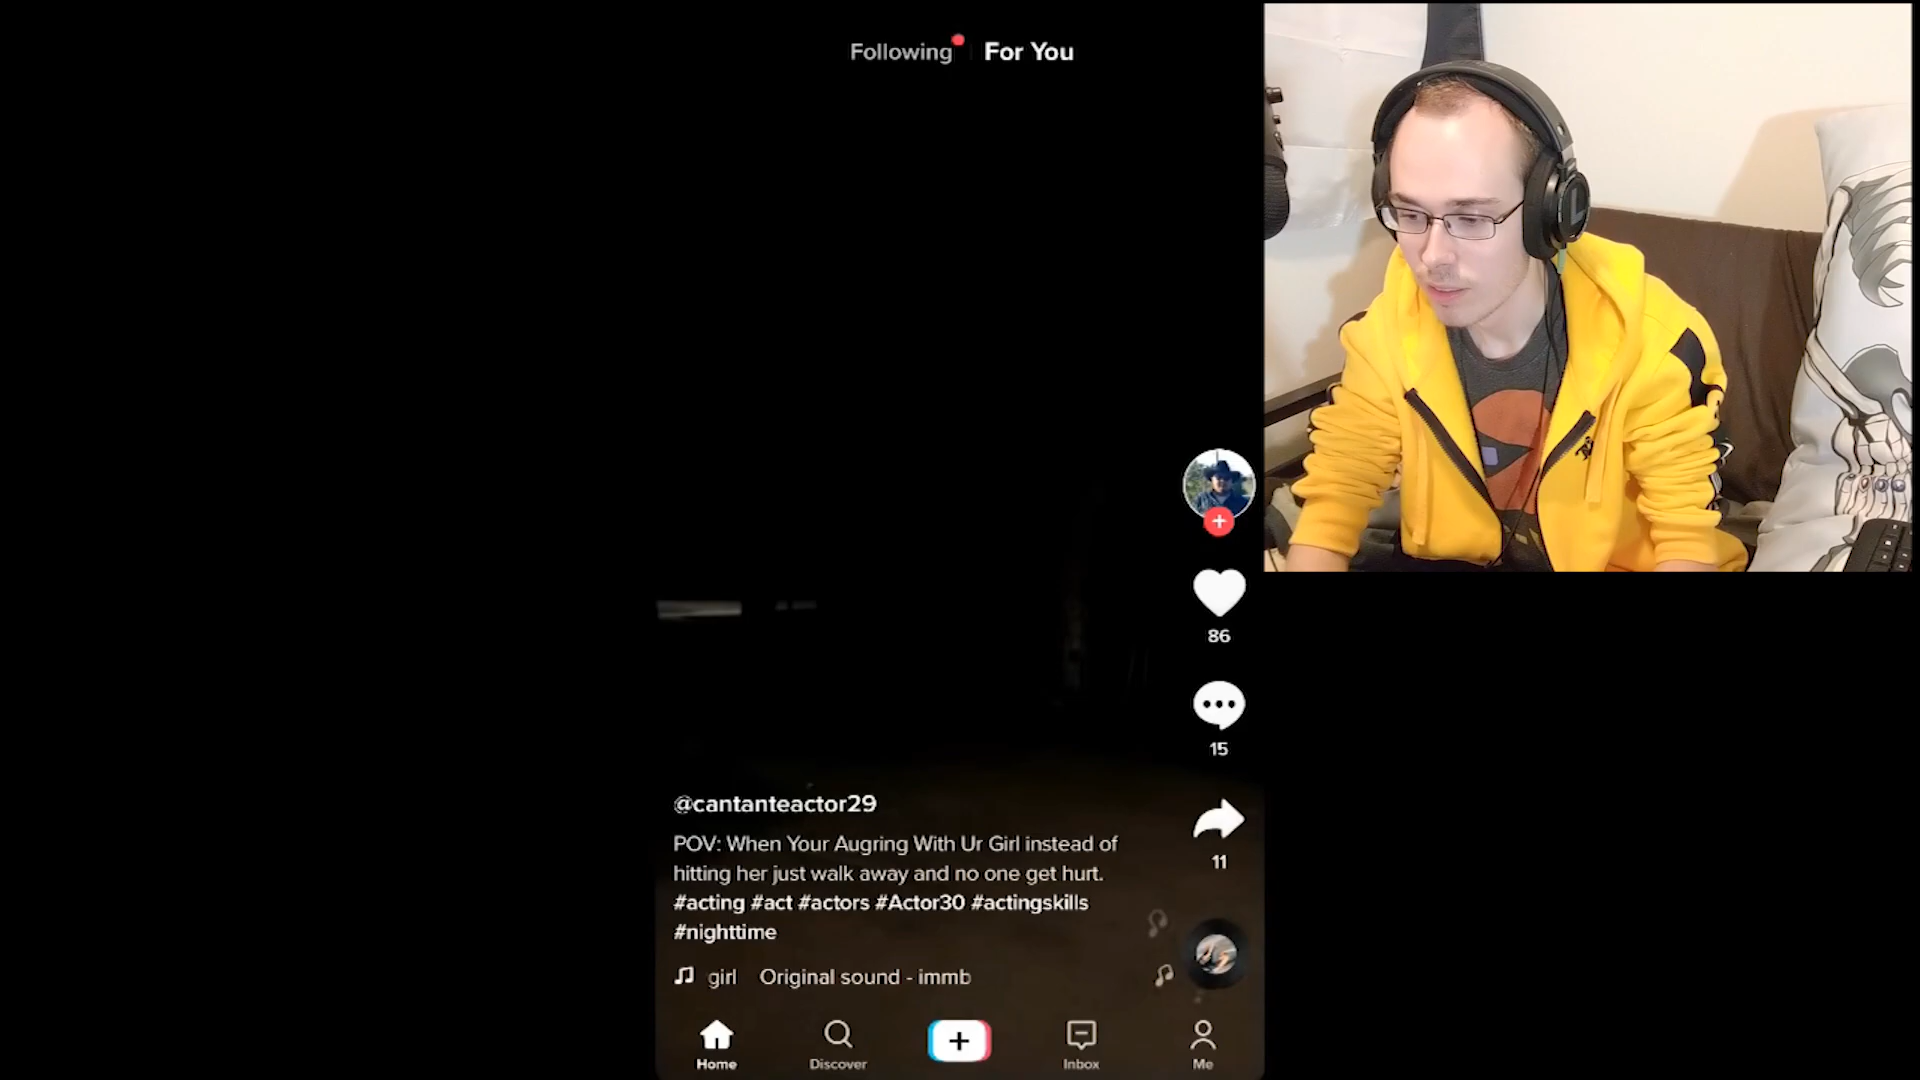 Following For You
86
15
11
@cantanteactor29
POV: When Your Augring With Ur Girl instead of
hitting her just walk away and no one get hurt.
#acting #act #actors #Actor30 #actingskills
#nighttime
girl Original sound - immb
Home Discover Inbox Me